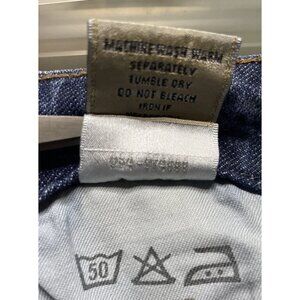 MACHINE WASH WARM
SEPARATELY
TUMBLE DRY
DO NOT BLEACH
IRON IF
50